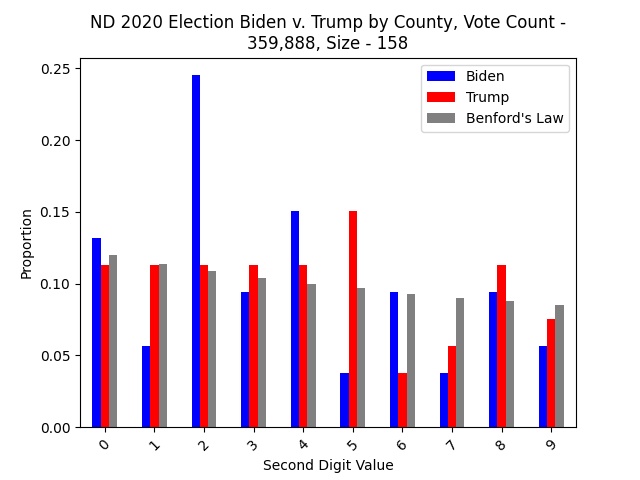 ND 2020 Election Biden v. Trump by County, Vote Count -
359,888, Size - 158
Biden
Trump
Benford's Law
Proportion
0.25
0.20
0.15
0.10
0.05
0.00
0 1 2 3 4 5 6 7 8 9
Second Digit Value